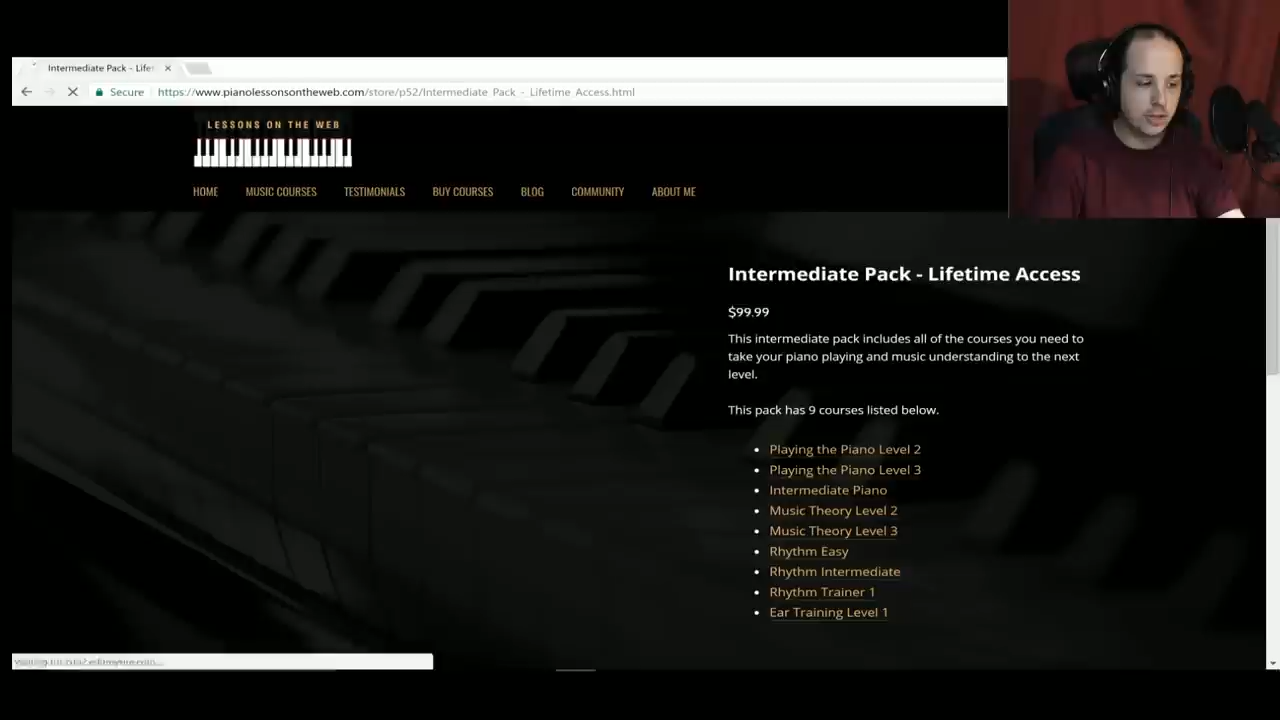 Intermediate Pack - Lifet
Secure https://www.pianolessonsontheweb.com/store/p52/Intermediate_Pack_-_Lifetime_Access.html
LESSONS ON THE WEB
HOME MUSIC COURSES TESTIMONIALS BUY COURSES BLOG COMMUNITY ABOUT ME
Intermediate Pack - Lifetime Access
$99.99
This intermediate pack includes all of the courses you need to
take your piano playing and music understanding to the next
level.
This pack has 9 courses listed below.
Playing the Piano Level 2
Playing the Piano Level 3
Intermediate Piano
Music Theory Level 2
Music Theory Level 3
Rhythm Easy
Rhythm Intermediate
Rhythm Trainer 1
Ear Training Level 1